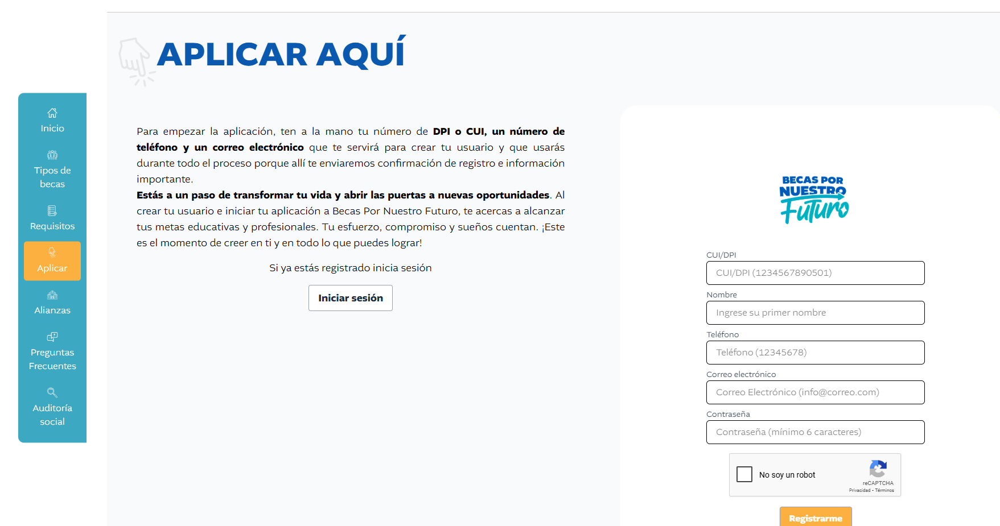 APLICAR AQUÍ
Inicio
Tipos de
becas
Requisitos
Aplicar
Alianzas
Preguntas
Frecuentes
Auditoría
social
Para empezar la aplicación, ten a la mano tu número de DPI o CUI, un número de
teléfono y un correo electrónico que te servirá para crear tu usuario y que usarás
durante todo el proceso porque allí te enviaremos confirmación de registro e información
importante.
Estás a un paso de transformar tu vida y abrir las puertas a nuevas oportunidades. Al
crear tu usuario e iniciar tu aplicación a Becas Por Nuestro Futuro, te acercas a alcanzar
tus metas educativas y profesionales. Tu esfuerzo, compromiso y sueños cuentan. ¡Este
es el momento de creer en ti y en todo lo que puedes lograr!
Si ya estás registrado inicia sesión
Iniciar sesión
BECAS POR
NUESTRO
Futuro
CUI/DPI
CUI/DPI (1234567890501)
Nombre
Ingrese su primer nombre
Teléfono
Teléfono (12345678)
Correo electrónico
Correo Electrónico (info@correo.com)
Contraseña
Contraseña (mínimo 6 caracteres)
No soy un robot
reCAPTCHA
Privacidad - Términos
Registrarme